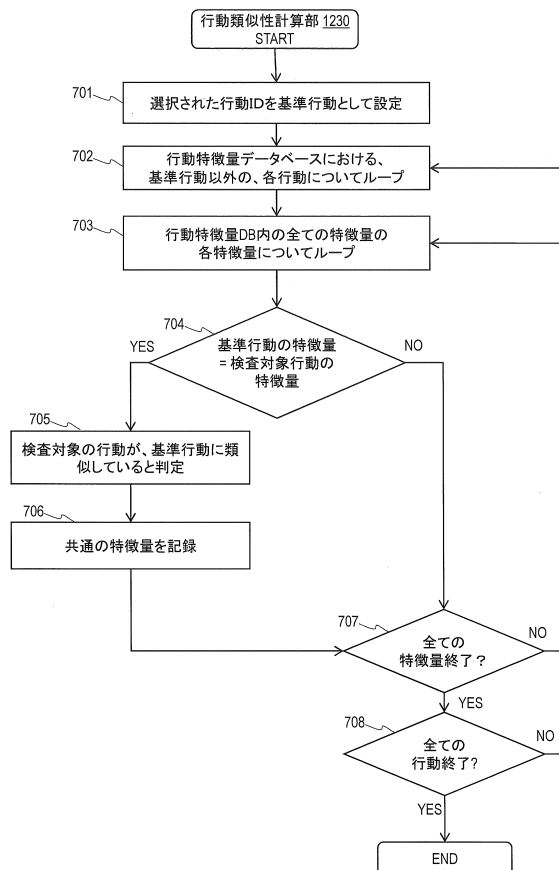 行動類似性計算部 1230
START
701
選択された行動IDを基準行動として設定
702
行動特徴量データベースにおける、
基準行動以外の、各行動についてループ
703
行動特徴量DB内の全ての特徴量の
各特徴量についてループ
704
YES
NO
基準行動の特徴量
= 検査対象行動の
特徴量
705
検査対象の行動が、基準行動に類
似していると判定
706
共通の特徴量を記録
707
全ての
特徴量終了？
NO
YES
708
全ての
行動終了?
NO
YES
END